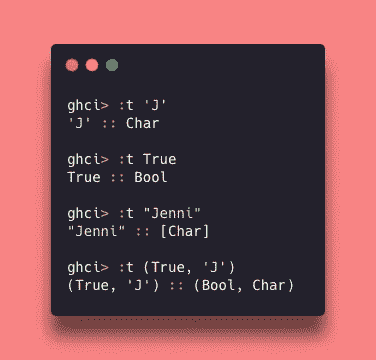 ghci> :t 'J'
'J' :: Char
ghci> :t True
True :: Bool
ghci> :t "Jenni"
"Jenni" :: [Char]
ghci> :t (True, 'J')
(True, 'J') :: (Bool, Char)